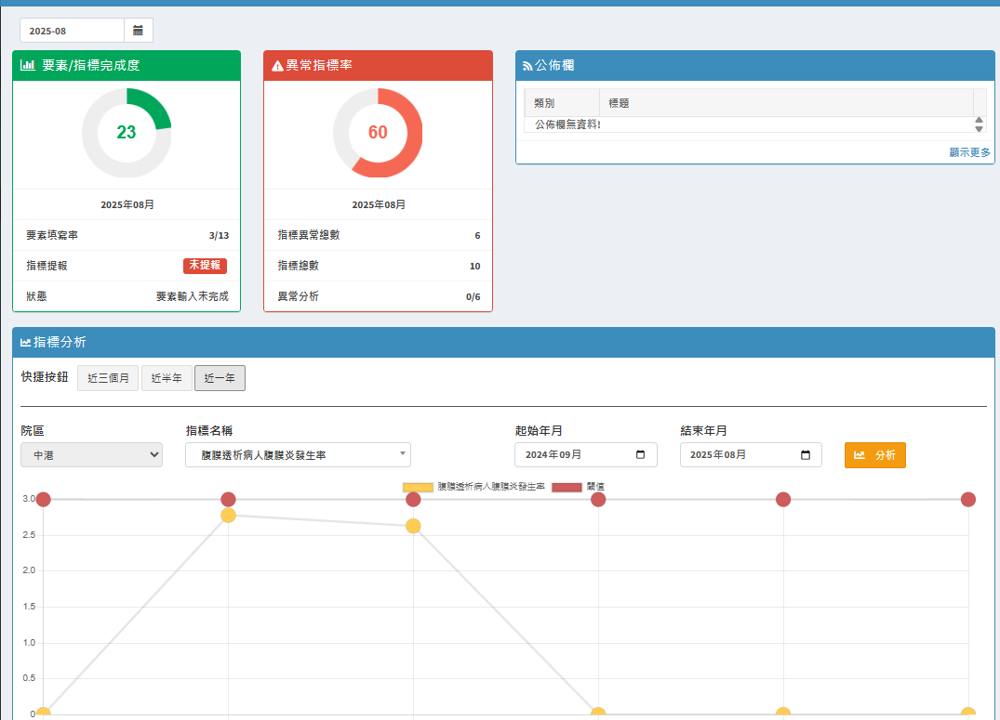 2025-08
要素/指標完成度
23
2025年08月
要素填寫率 3/13
指標提報 未提報
狀態 要素輸入未完成
異常指標率
60
2025年08月
指標異常總數 6
指標總數 10
異常分析 0/6
公佈欄
類別 標題
公佈欄無資料!
顯示更多
指標分析
快捷按鈕 近三個月 近半年 近一年
院區 指標名稱 起始年月 結束年月
中港 腹膜透析病人腹膜炎發生率 2024年09月 2025年08月 分析
腹膜透析病人腹膜炎發生率 閾值
3.0
2.5
2.0
1.5
1.0
0.5
0